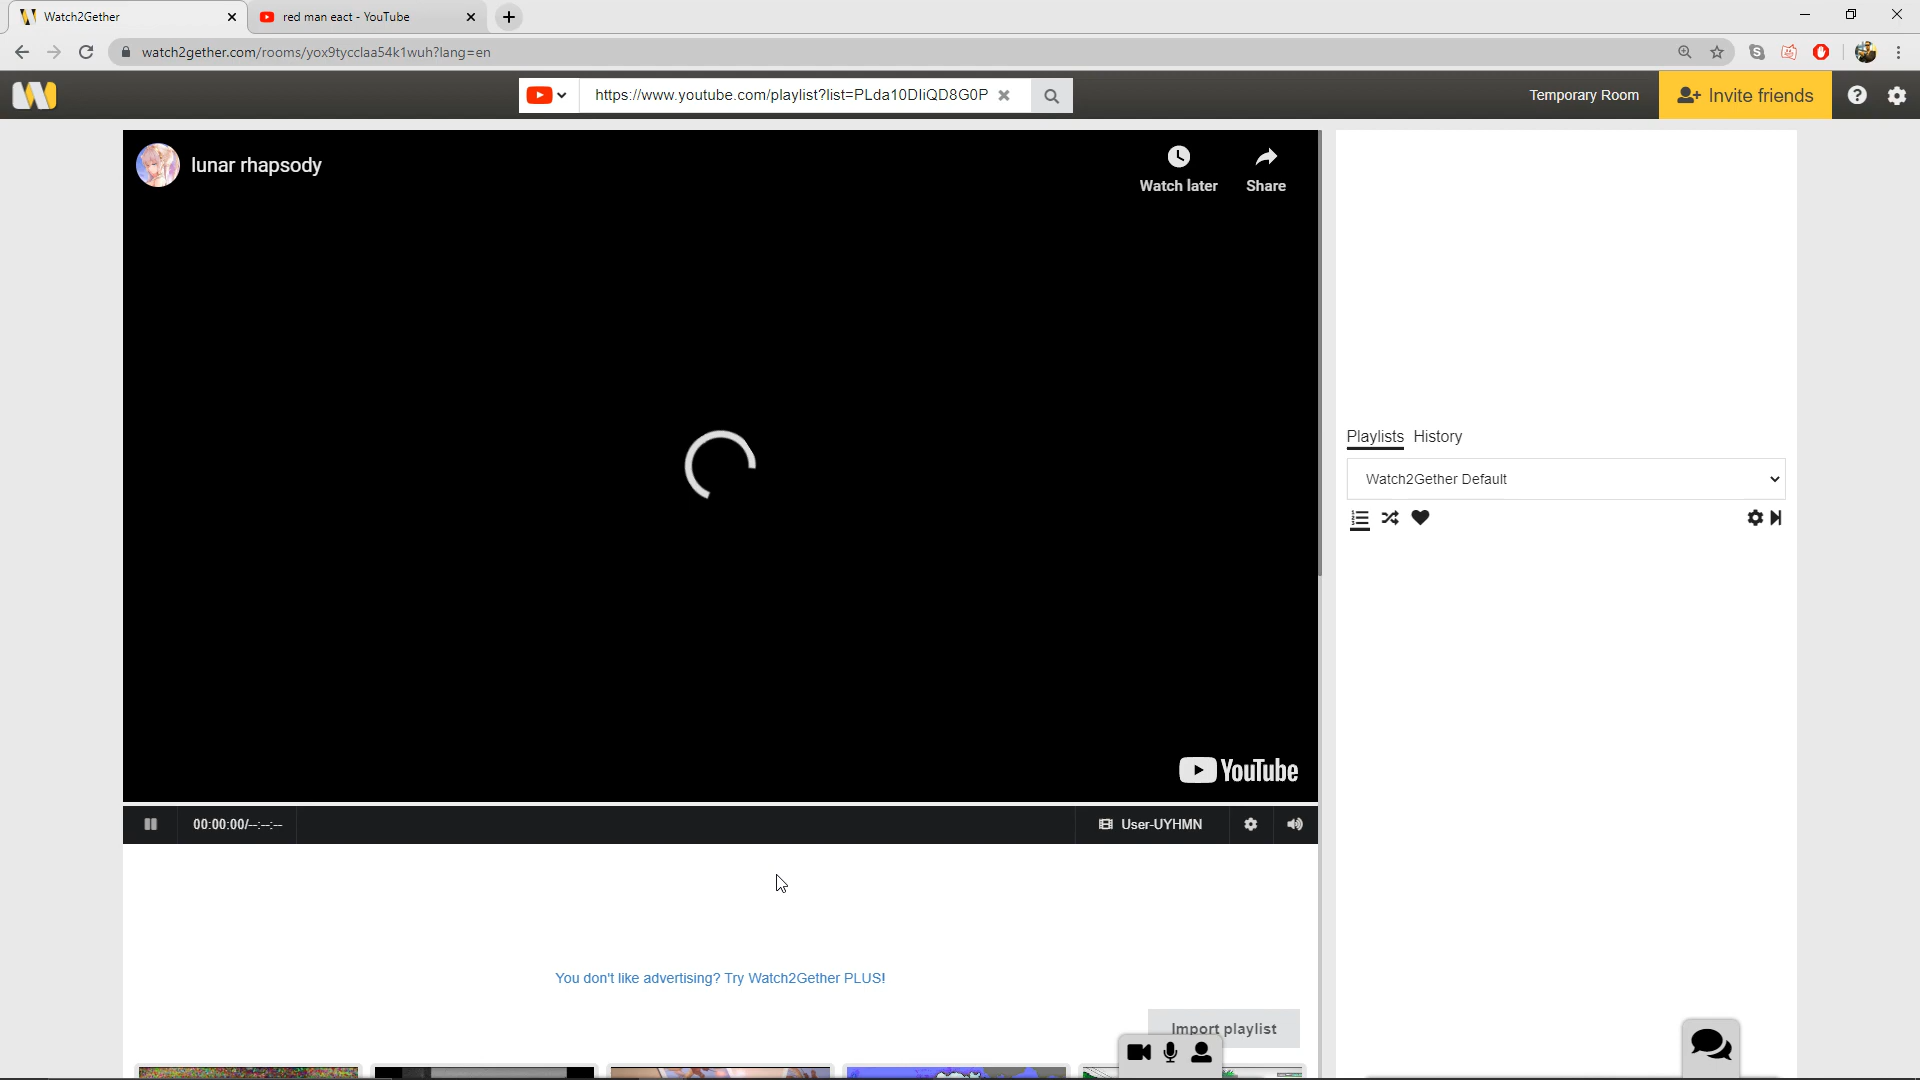 Watch2Gether
red man eact - YouTube
watch2gether.com/rooms/yox9tycclaa54k1wuh?lang=en
https://www.youtube.com/playlist?list=PLda10DIiQD8G0P
Temporary Room
Invite friends
lunar rhapsody
Watch later
Share
Playlists History
Watch2Gether Default
YouTube
00:00:00/--:--:--
User-UYHMN
You don't like advertising? Try Watch2Gether PLUS!
Import playlist